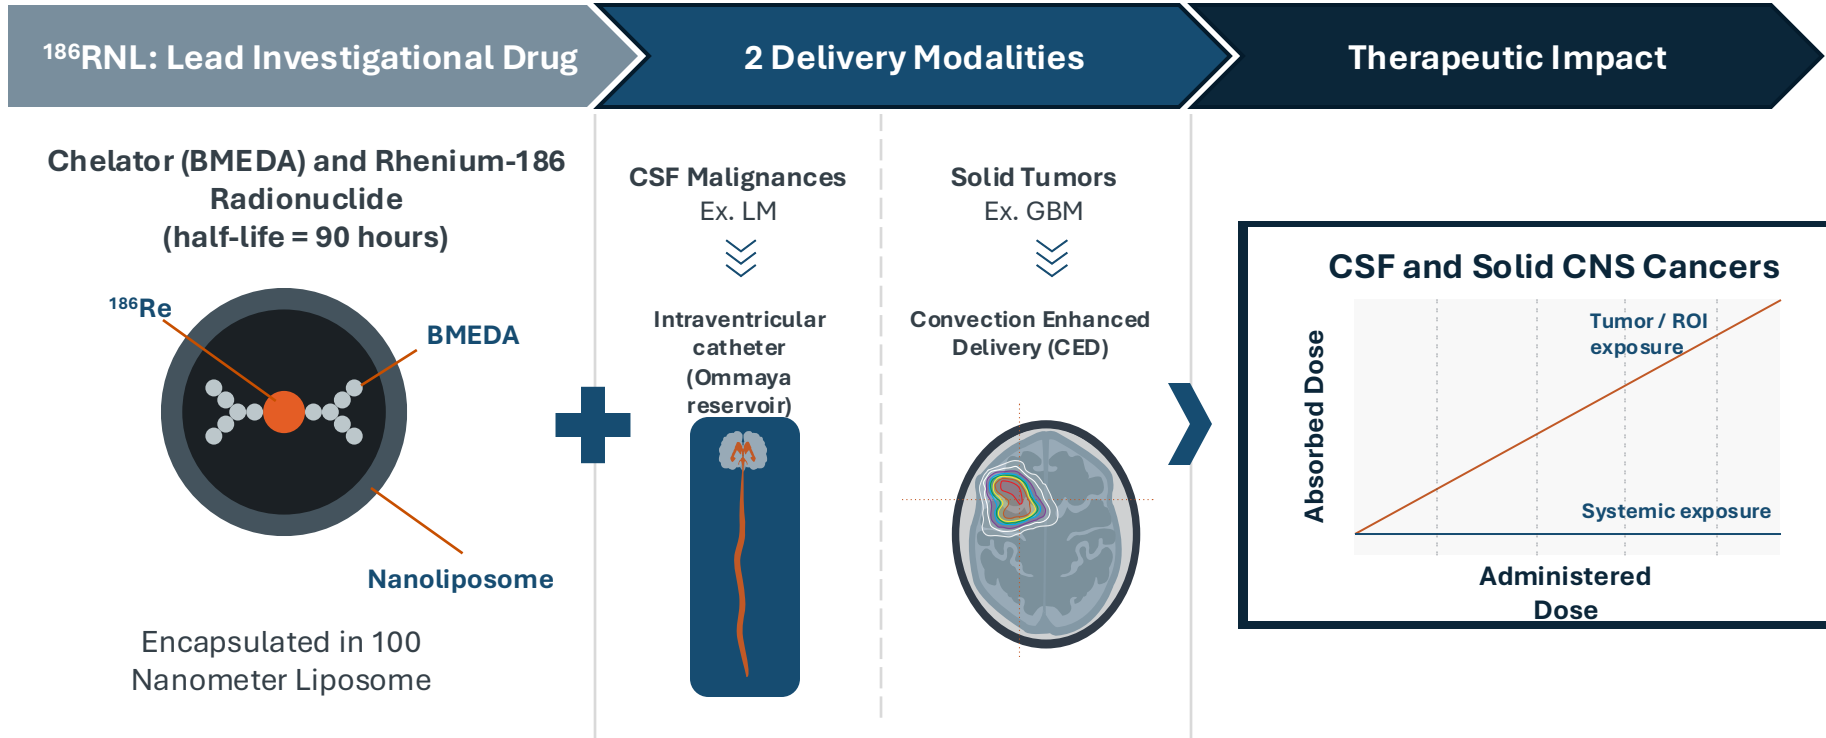 ¹⁸⁶RNL: Lead Investigational Drug
2 Delivery Modalities
Therapeutic Impact
Chelator (BMEDA) and Rhenium-186
Radionuclide
(half-life = 90 hours)
¹⁸⁶Re
BMEDA
Nanoliposome
Encapsulated in 100
Nanometer Liposome
CSF Malignances
Ex. LM
Intraventricular
catheter
(Ommaya
reservoir)
Solid Tumors
Ex. GBM
Convection Enhanced
Delivery (CED)
CSF and Solid CNS Cancers
Absorbed Dose
Tumor / ROI
exposure
Systemic exposure
Administered
Dose